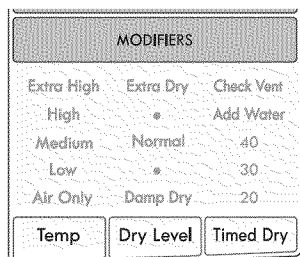 MODIFIERS
Extra High Extra Dry Check Vent
High • Add Water
Medium Normal 40
Low • 30
Air Only Damp Dry 20
Temp Dry Level Timed Dry